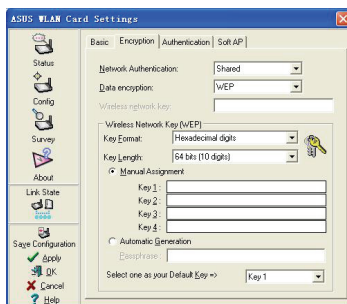 ASUS WLAN Card Settings
Status
Config
Survey
About
Link State
Save Configuration
Apply
OK
Cancel
Help
Basic Encryption Authentication Soft AP
Network Authentication: Shared
Data encryption: WEP
Wireless network key:
Wireless Network Key (WEP)
Key Format: Hexadecimal digits
Key Length: 64 bits (10 digits)
Manual Assignment
Key 1 :
Key 2 :
Key 3 :
Key 4 :
Automatic Generation
Passphrase :
Select one as your Default Key => Key 1